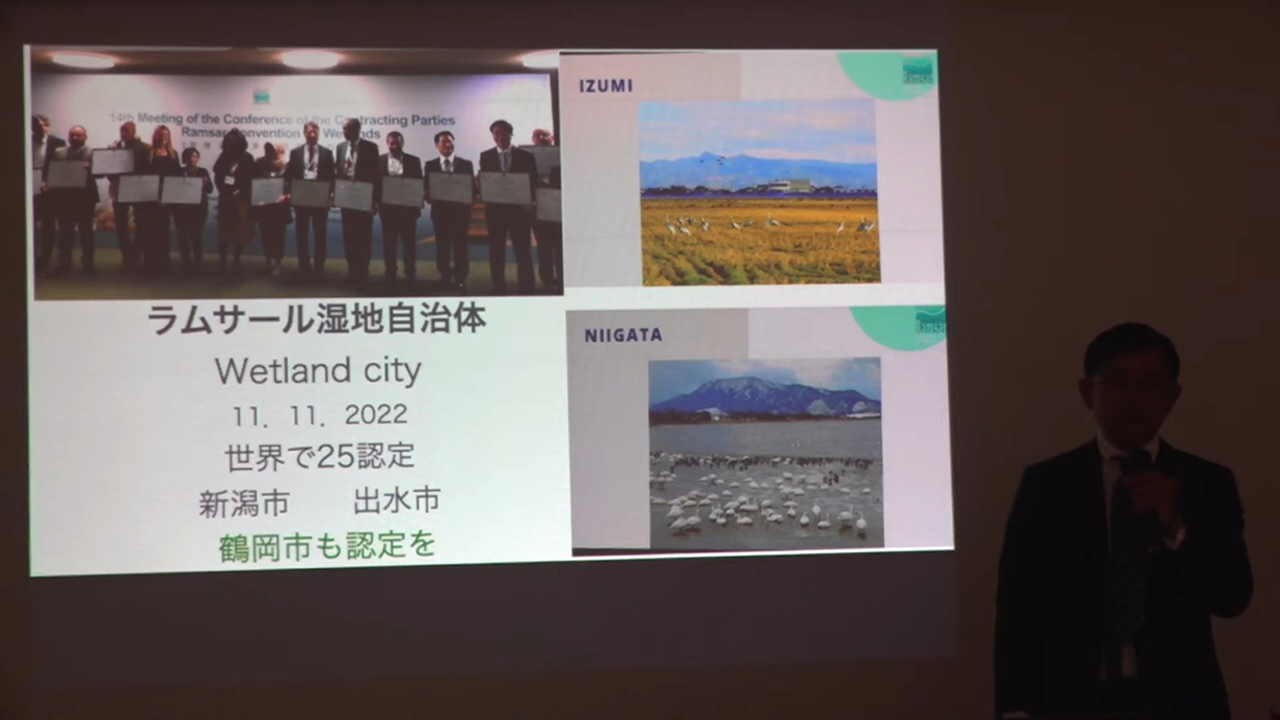 14th Meeting of the Conference of the Contracting Parties
Ramsar Convention on Wetlands
ラムサール湿地自治体
Wetland city
11. 11. 2022
世界で25認定
新潟市 出水市
鶴岡市も認定を
IZUMI
Ramsar
NIIGATA
Ramsar